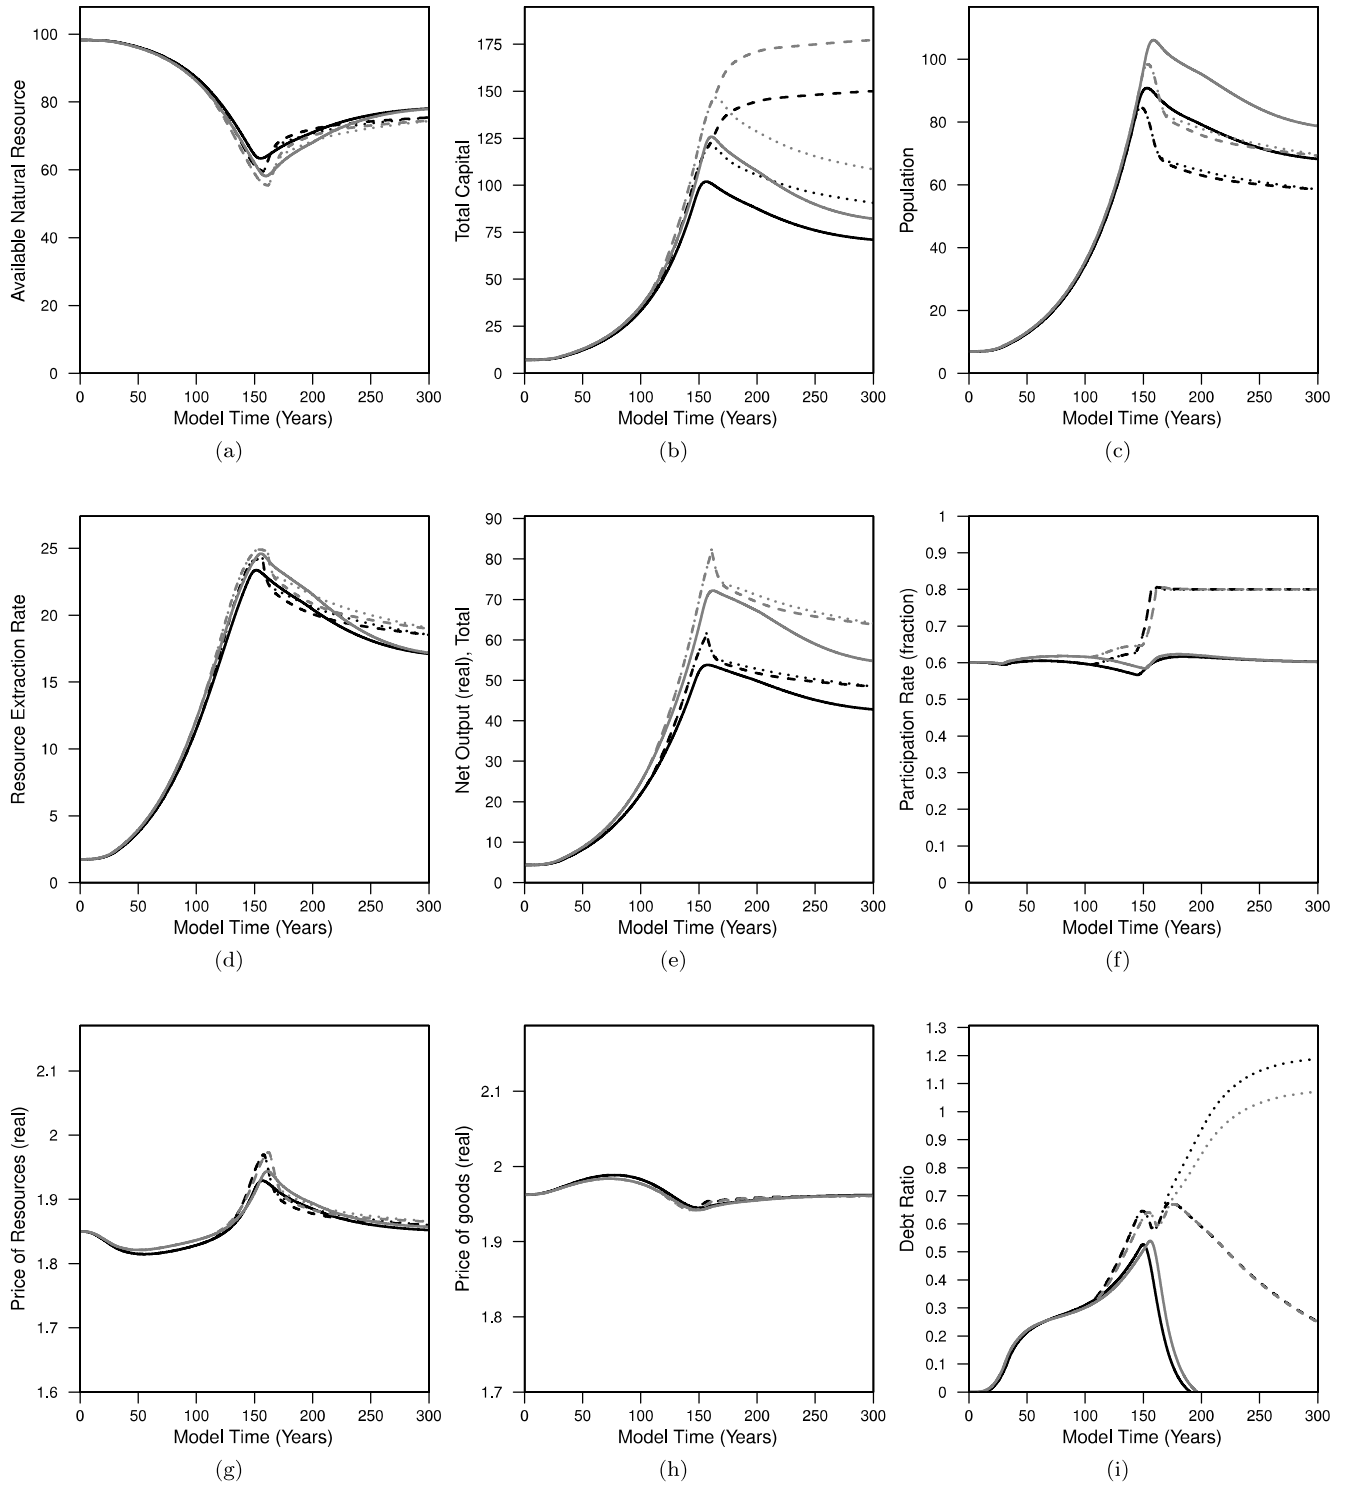 Available Natural Resource
100
80
60
40
20
0
0 50 100 150 200 250 300
Model Time (Years)
(a)
Total Capital
175
150
125
100
75
50
25
0
0 50 100 150 200 250 300
Model Time (Years)
(b)
Population
100
80
60
40
20
0
0 50 100 150 200 250 300
Model Time (Years)
(c)
Resource Extraction Rate
25
20
15
10
5
0
0 50 100 150 200 250 300
Model Time (Years)
(d)
Net Output (real), Total
90
80
70
60
50
40
30
20
10
0
0 50 100 150 200 250 300
Model Time (Years)
(e)
Participation Rate (fraction)
1
0.9
0.8
0.7
0.6
0.5
0.4
0.3
0.2
0.1
0
0 50 100 150 200 250 300
Model Time (Years)
(f)
Price of Resources (real)
2.1
2
1.9
1.8
1.7
1.6
0 50 100 150 200 250 300
Model Time (Years)
(g)
Price of goods (real)
2.1
2
1.9
1.8
1.7
0 50 100 150 200 250 300
Model Time (Years)
(h)
Debt Ratio
1.3
1.2
1.1
1
0.9
0.8
0.7
0.6
0.5
0.4
0.3
0.2
0.1
0
0 50 100 150 200 250 300
Model Time (Years)
(i)